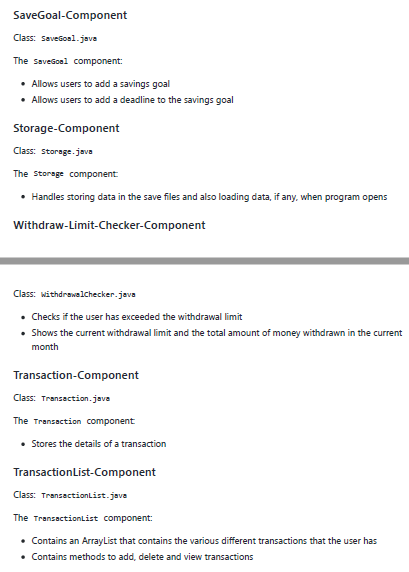 SaveGoal-Component
Class: SaveGoal.java
The SaveGoal component:
• Allows users to add a savings goal
• Allows users to add a deadline to the savings goal
Storage-Component
Class: Storage.java
The Storage component:
• Handles storing data in the save files and also loading data, if any, when program opens
Withdraw-Limit-Checker-Component
Class: WithdrawalChecker.java
• Checks if the user has exceeded the withdrawal limit
• Shows the current withdrawal limit and the total amount of money withdrawn in the current
month
Transaction-Component
Class: Transaction.java
The Transaction component:
• Stores the details of a transaction
TransactionList-Component
Class: TransactionList.java
The TransactionList component:
• Contains an ArrayList that contains the various different transactions that the user has
• Contains methods to add, delete and view transactions